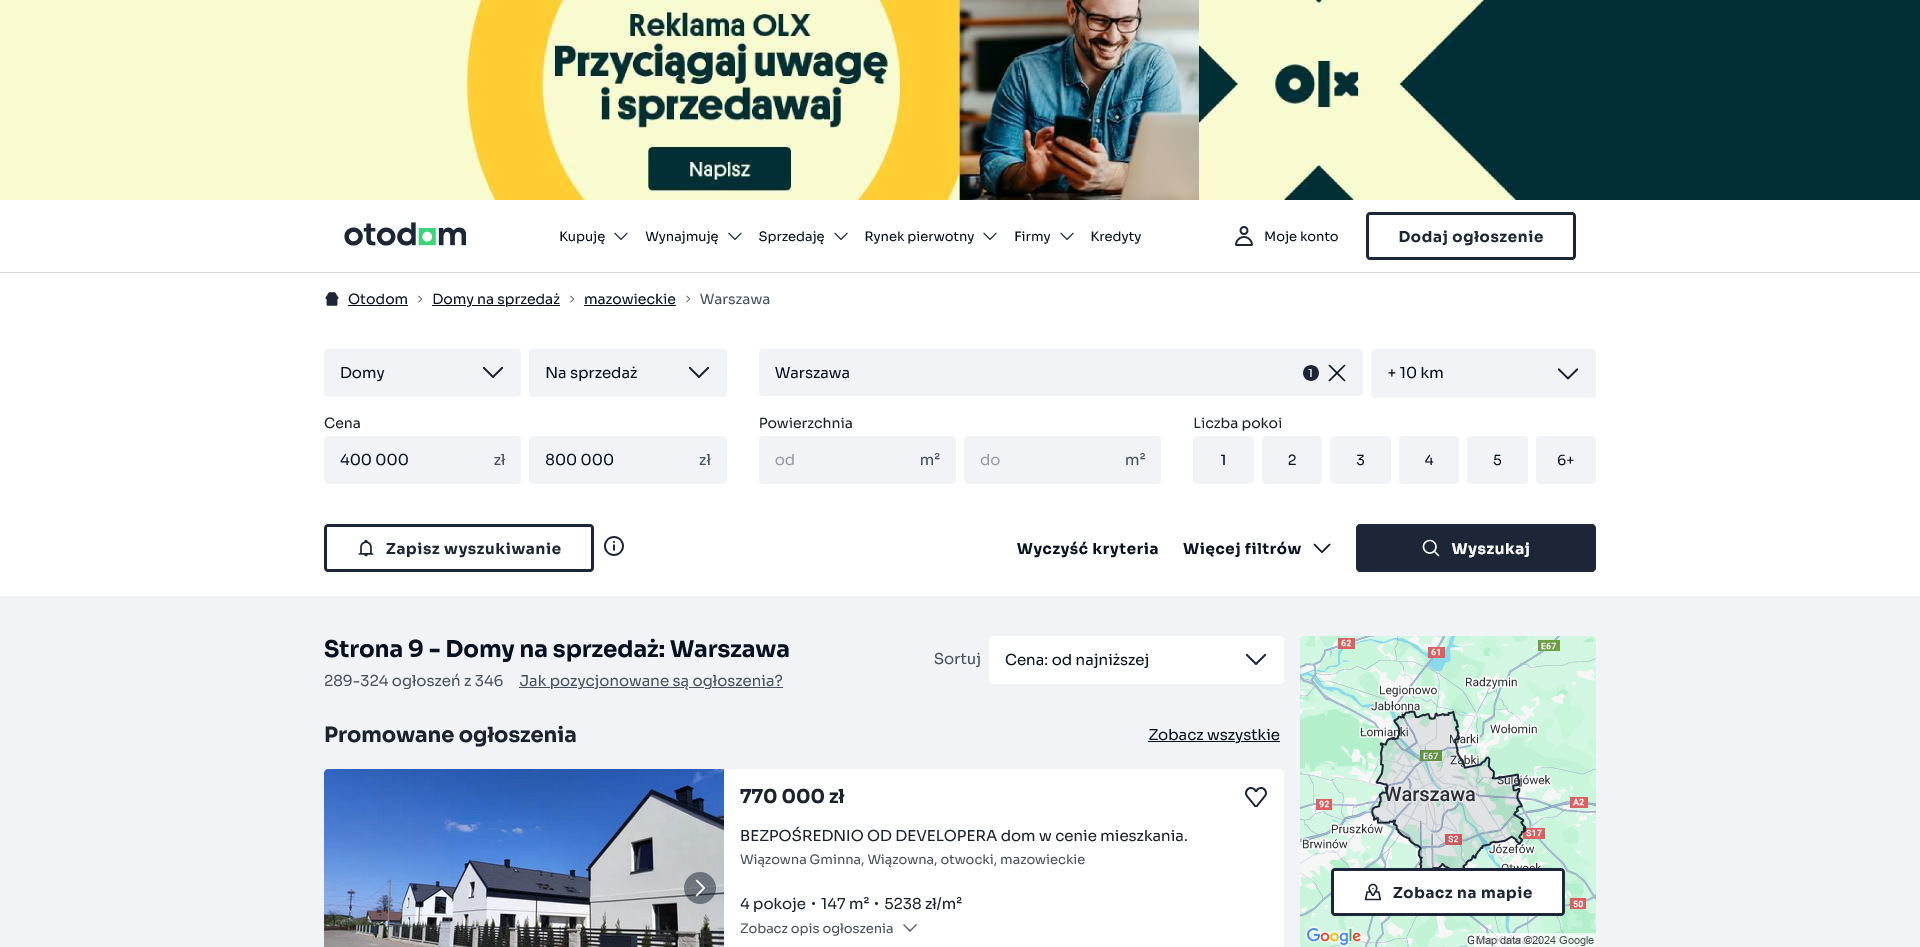 Reklama OLX
Przyciągaj uwagę
i sprzedawaj
Napisz
olx
otodom
Kupuję
Wynajmuję
Sprzedaję
Rynek pierwotny
Firmy
Kredyty
Moje konto
Dodaj ogłoszenie
Otodom > Domy na sprzedaż > mazowieckie > Warszawa
Domy
Na sprzedaż
Warszawa
1
+ 10 km
Cena
Powierzchnia
Liczba pokoi
400 000 zł
800 000 zł
od m²
do m²
1
2
3
4
5
6+
Zapisz wyszukiwanie
Wyczyść kryteria
Więcej filtrów
Wyszukaj
Strona 9 - Domy na sprzedaż: Warszawa
289-324 ogłoszeń z 346
Jak pozycjonowane są ogłoszenia?
Sortuj
Cena: od najniższej
Promowane ogłoszenia
Zobacz wszystkie
770 000 zł
BEZPOŚREDNIO OD DEVELOPERA dom w cenie mieszkania.
Wiązowna Gminna, Wiązowna, otwocki, mazowieckie
4 pokoje • 147 m² • 5238 zł/m²
Zobacz opis ogłoszenia
62
61
E67
Radzymin
Legionowo
Jabłonna
Łomianki
Marki
Wołomin
E67
Ząbki
Sulejówek
Warszawa
92
A2
Pruszków
S2
S17
Brwinów
Józefów
Otwock
Zobacz na mapie
50
Google
Map data ©2024 Google